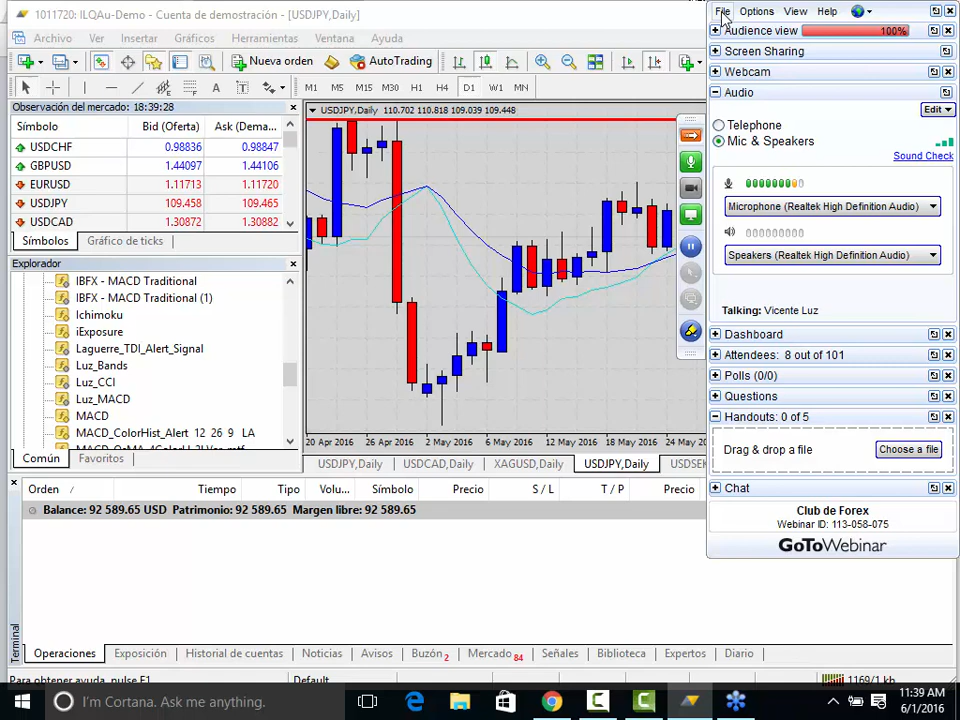 1011720: ILQAu-Demo - Cuenta de demostración - [USDJPY,Daily]
Archivo Ver Insertar Gráficos Herramientas Ventana Ayuda
Nueva orden AutoTrading
A T M1 M5 M15 M30 H1 H4 D1 W1 MN
Observación del mercado: 18:39:28
Símbolo Bid (Oferta) Ask (Dema...
USDCHF 0.98836 0.98847
GBPUSD 1.44097 1.44106
EURUSD 1.11713 1.11720
USDJPY 109.458 109.465
USDCAD 1.30872 1.30882
Símbolos Gráfico de ticks
Explorador
IBFX - MACD Traditional
IBFX - MACD Traditional (1)
Ichimoku
iExposure
Laguerre_TDI_Alert_Signal
Luz_Bands
Luz_CCI
Luz_MACD
MACD
MACD_ColorHist_Alert 12 26 9 LA
Común Favoritos
USDJPY,Daily 110.702 110.818 109.039 109.448
20 Apr 2016 26 Apr 2016 2 May 2016 6 May 2016 12 May 2016 18 May 2016 24 May 2016
USDJPY,Daily USDCAD,Daily XAGUSD,Daily USDJPY,Daily USDSEK
File Options View Help
Audience view 100%
Screen Sharing
Webcam
Audio
Edit
Telephone
Mic & Speakers
Sound Check
Microphone (Realtek High Definition Audio)
Speakers (Realtek High Definition Audio)
Talking: Vicente Luz
Dashboard
Attendees: 8 out of 101
Polls (0/0)
Questions
Handouts: 0 of 5
Drag & drop a file Choose a file
Chat
Club de Forex
Webinar ID: 113-058-075
GoToWebinar
Orden / Tiempo Tipo Volu... Símbolo Precio S / L T / P Precio
Balance: 92 589.65 USD Patrimonio: 92 589.65 Margen libre: 92 589.65
Terminal
Operaciones Exposición Historial de cuentas Noticias Avisos Buzón 2 Mercado 84 Señales Biblioteca Expertos Diario
Para obtener ayuda, pulse F1 Default 1169/1 kb
I'm Cortana. Ask me anything.
11:39 AM
6/1/2016